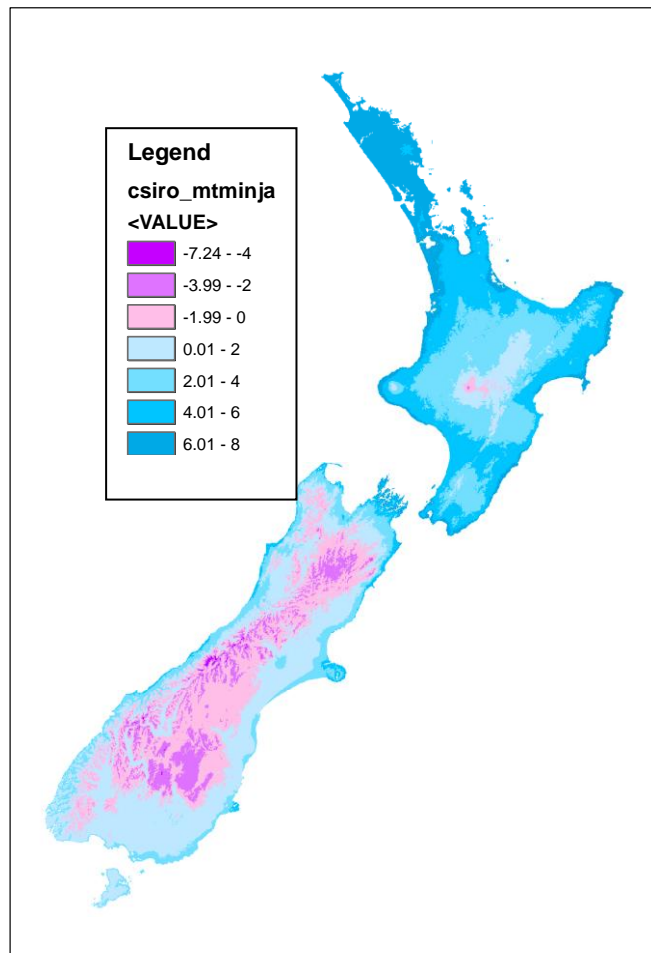 Legend
csiro_mtminja
<VALUE>
-7.24 - -4
-3.99 - -2
-1.99 - 0
0.01 - 2
2.01 - 4
4.01 - 6
6.01 - 8